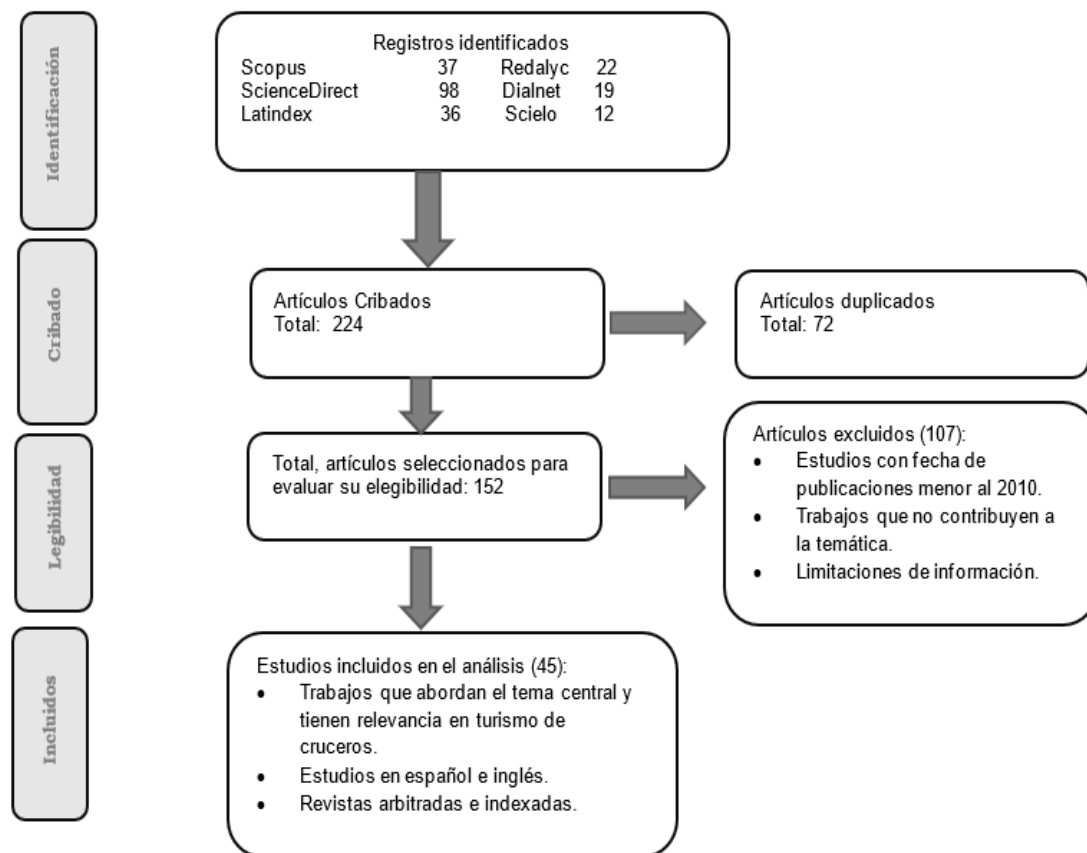 Identificación
Registros identificados
Scopus 37 Redalyc 22
ScienceDirect 98 Dialnet 19
Latindex 36 Scielo 12
Cribado
Artículos Cribados
Total: 224
Artículos duplicados
Total: 72
Legibilidad
Total, artículos seleccionados para
evaluar su elegibilidad: 152
Artículos excluidos (107):
• Estudios con fecha de
publicaciones menor al 2010.
• Trabajos que no contribuyen a
la temática.
• Limitaciones de información.
Incluidos
Estudios incluidos en el análisis (45):
• Trabajos que abordan el tema central y
tienen relevancia en turismo de
cruceros.
• Estudios en español e inglés.
• Revistas arbitradas e indexadas.